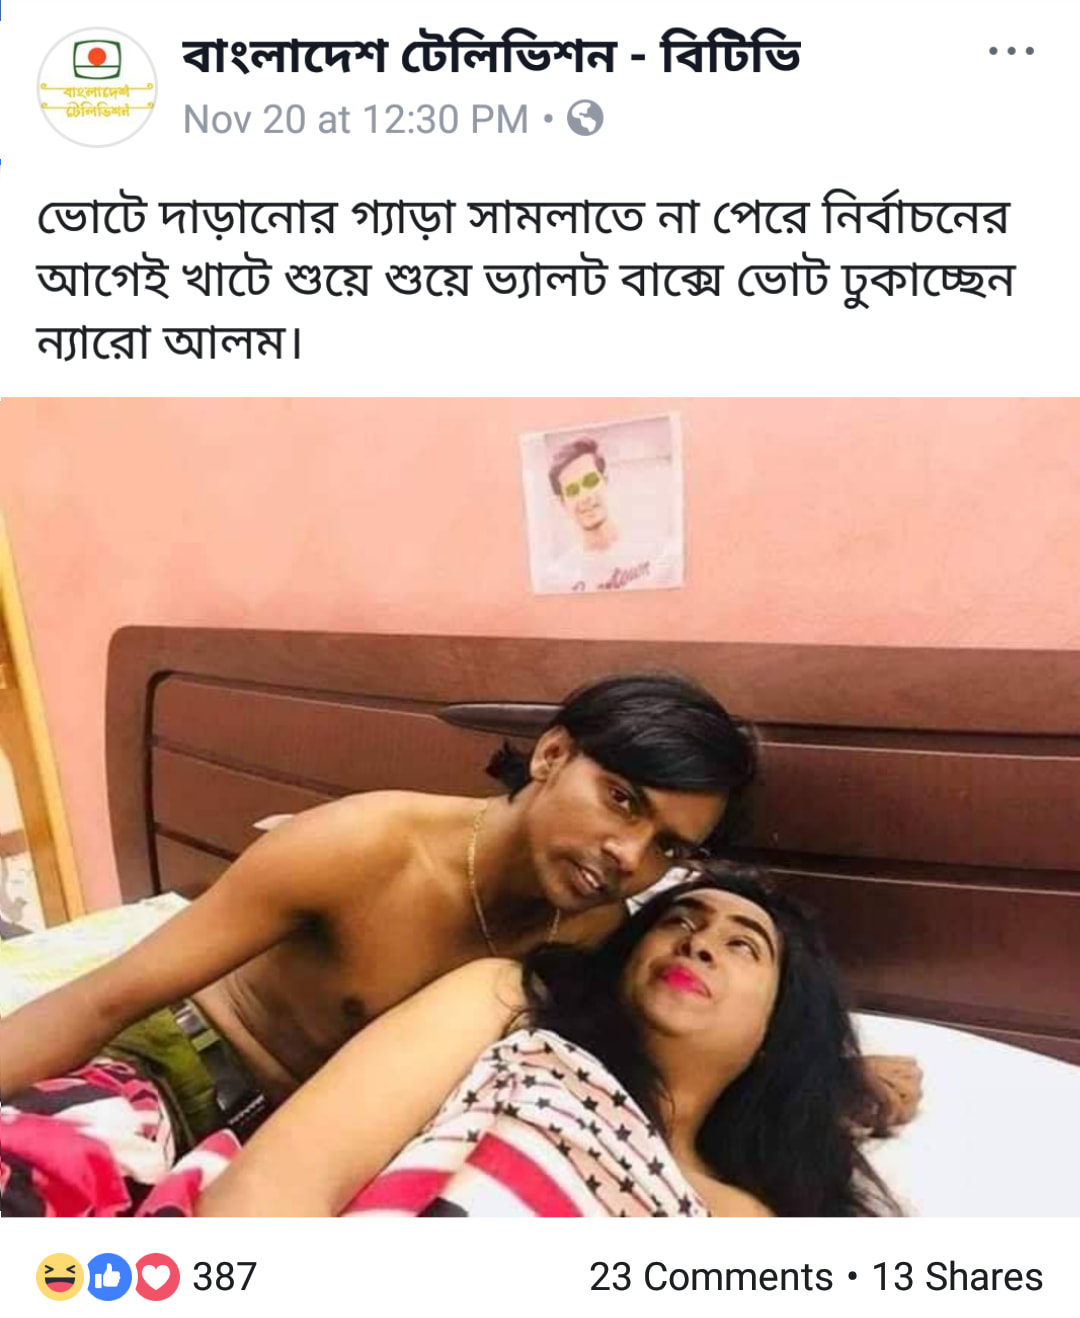 বাংলাদেশ টেলিভিশন - বিটিভি
বাংলাদেশ
টেলিভিশন
Nov 20 at 12:30 PM
ভোটে দাড়ানোর গ্যাড়া সামলাতে না পেরে নির্বাচনের
আগেই খাটে শুয়ে শুয়ে ভ্যালট বাক্সে ভোট ঢুকাচ্ছেন
ন্যারো আলম।
387
23 Comments • 13 Shares